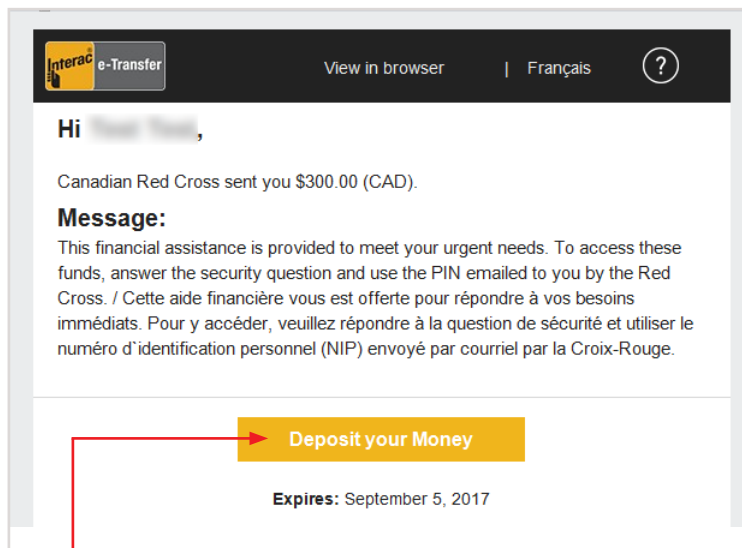 Interac® e-Transfer View in browser | Français ?
Hi ,
Canadian Red Cross sent you $300.00 (CAD).
Message:
This financial assistance is provided to meet your urgent needs. To access these
funds, answer the security question and use the PIN emailed to you by the Red
Cross. / Cette aide financière vous est offerte pour répondre à vos besoins
immédiats. Pour y accéder, veuillez répondre à la question de sécurité et utiliser le
numéro d`identification personnel (NIP) envoyé par courriel par la Croix-Rouge.
Deposit your Money
Expires: September 5, 2017